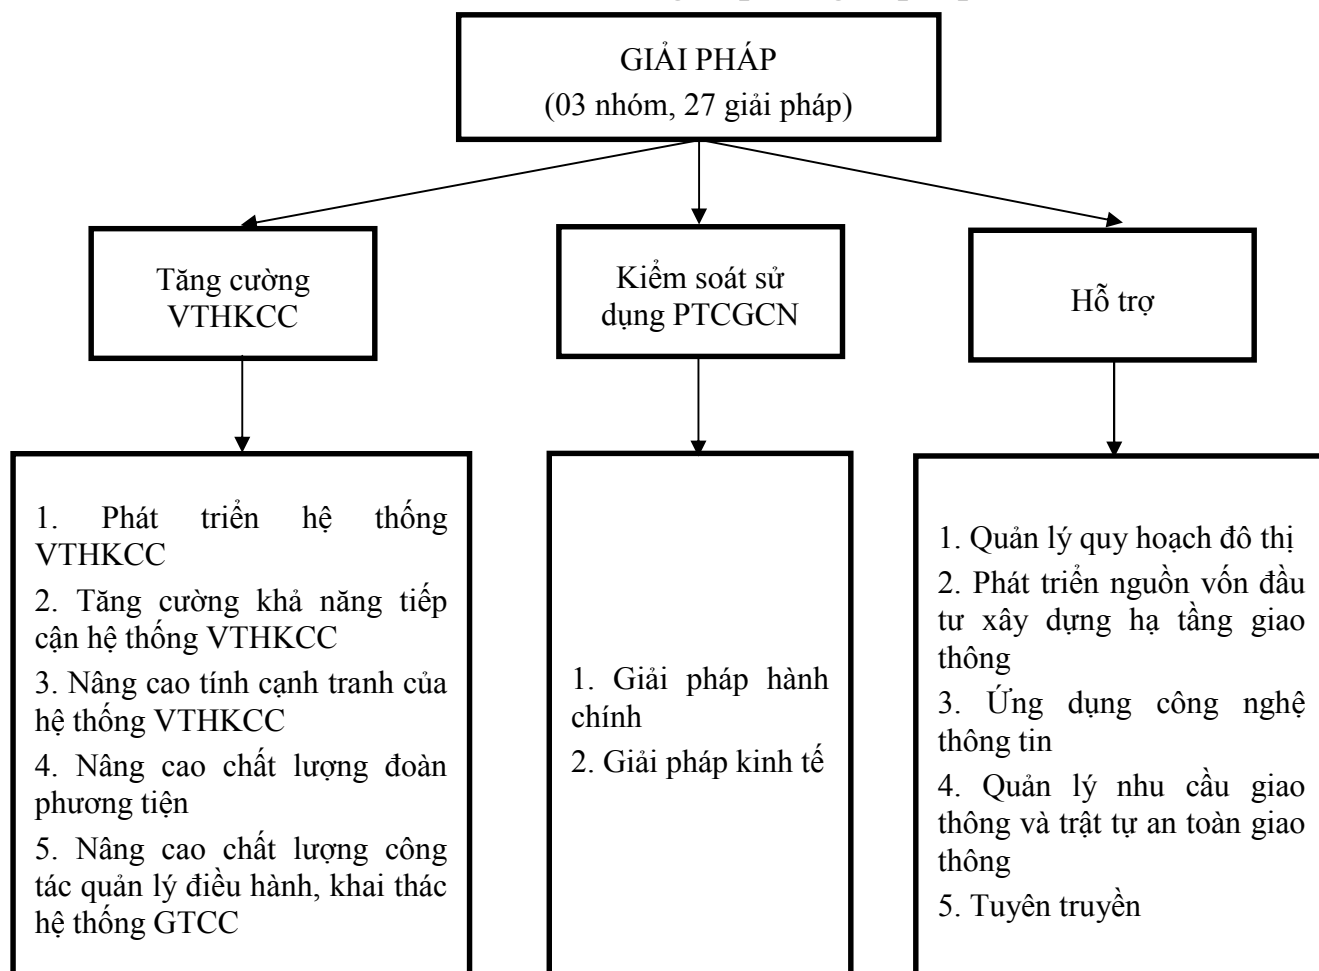 GIẢI PHÁP
(03 nhóm, 27 giải pháp)
Tăng cường
VTHKCC
Kiểm soát sử
dụng PTCGCN
Hỗ trợ
1. Phát triển hệ thống
VTHKCC
2. Tăng cường khả năng tiếp
cận hệ thống VTHKCC
3. Nâng cao tính cạnh tranh của
hệ thống VTHKCC
4. Nâng cao chất lượng đoàn
phương tiện
5. Nâng cao chất lượng công
tác quản lý điều hành, khai thác
hệ thống GTCC
1. Giải pháp hành
chính
2. Giải pháp kinh tế
1. Quản lý quy hoạch đô thị
2. Phát triển nguồn vốn đầu
tư xây dựng hạ tầng giao
thông
3. Ứng dụng công nghệ
thông tin
4. Quản lý nhu cầu giao
thông và trật tự an toàn giao
thông
5. Tuyên truyền